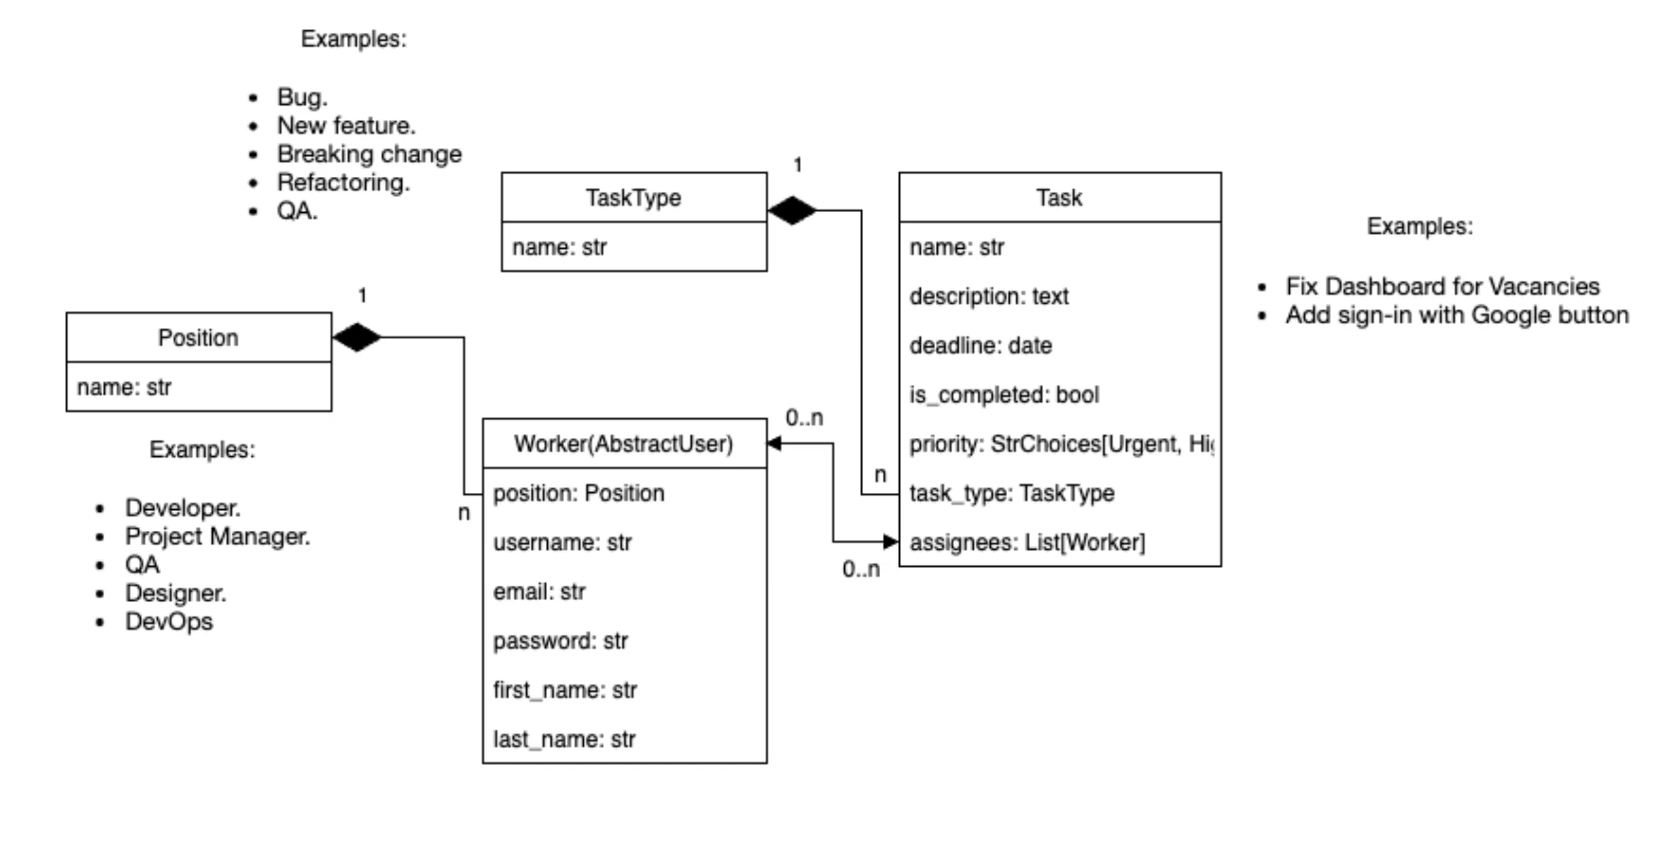 Examples:
• Bug.
• New feature.
• Breaking change
• Refactoring.
• QA.
1
TaskType
name: str
Task
name: str
description: text
deadline: date
is_completed: bool
priority: StrChoices[Urgent,
task_type: TaskType
assignees: List[Worker]
Examples:
• Fix Dashboard for Vacancies
• Add sign-in with Google button
1
Position
name: str
Examples:
• Developer.
• Project Manager.
• QA
• Designer.
• DevOps
n
Worker(AbstractUser)
position: Position
username: str
email: str
password: str
first_name: str
last_name: str
0..n
n
0..n